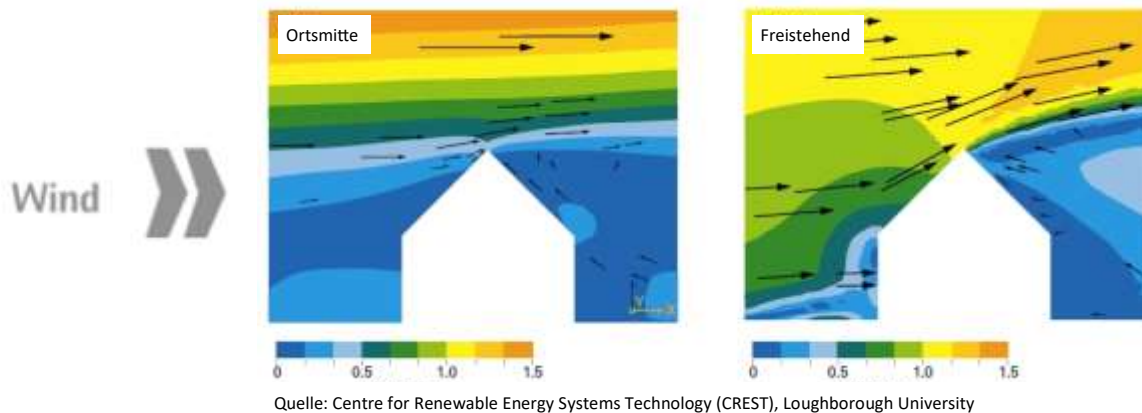 Ortsmitte
Freistehend
Wind
Y
X
0 0.5 1.0 1.5
0 0.5 1.0 1.5
Quelle: Centre for Renewable Energy Systems Technology (CREST), Loughborough University